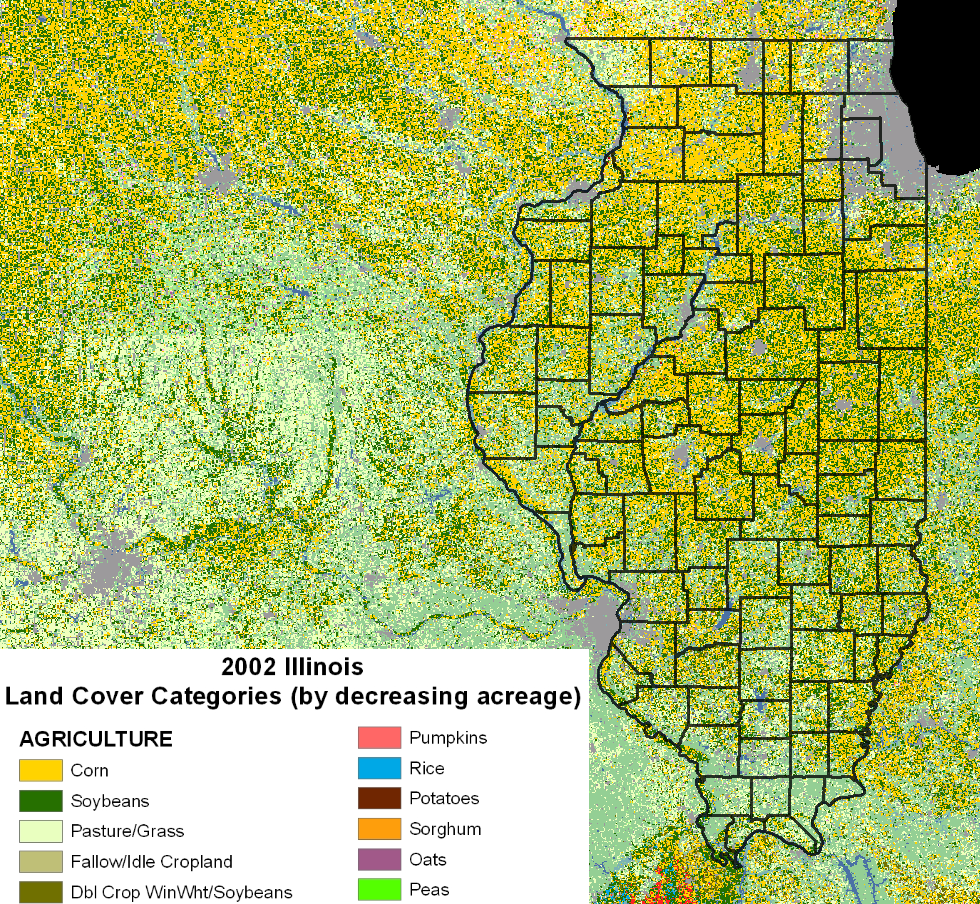 2002 Illinois
Land Cover Categories (by decreasing acreage)
AGRICULTURE
Corn
Soybeans
Pasture/Grass
Fallow/Idle Cropland
Dbl Crop WinWht/Soybeans
Pumpkins
Rice
Potatoes
Sorghum
Oats
Peas